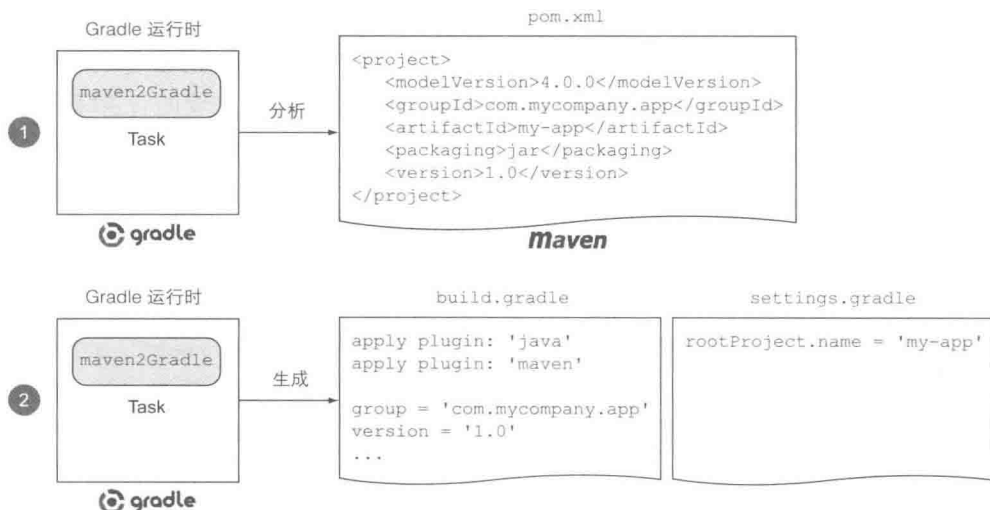 Gradle 运行时
pom.xml
maven2Gradle
Task
1
分析
<project>
<modelVersion>4.0.0</modelVersion>
<groupId>com.mycompany.app</groupId>
<artifactId>my-app</artifactId>
<packaging>jar</packaging>
<version>1.0</version>
</project>
gradle
maven
Gradle 运行时
build.gradle
settings.gradle
maven2Gradle
Task
2
生成
apply plugin: 'java'
apply plugin: 'maven'
group = 'com.mycompany.app'
version = '1.0'
...
rootProject.name = 'my-app'
gradle